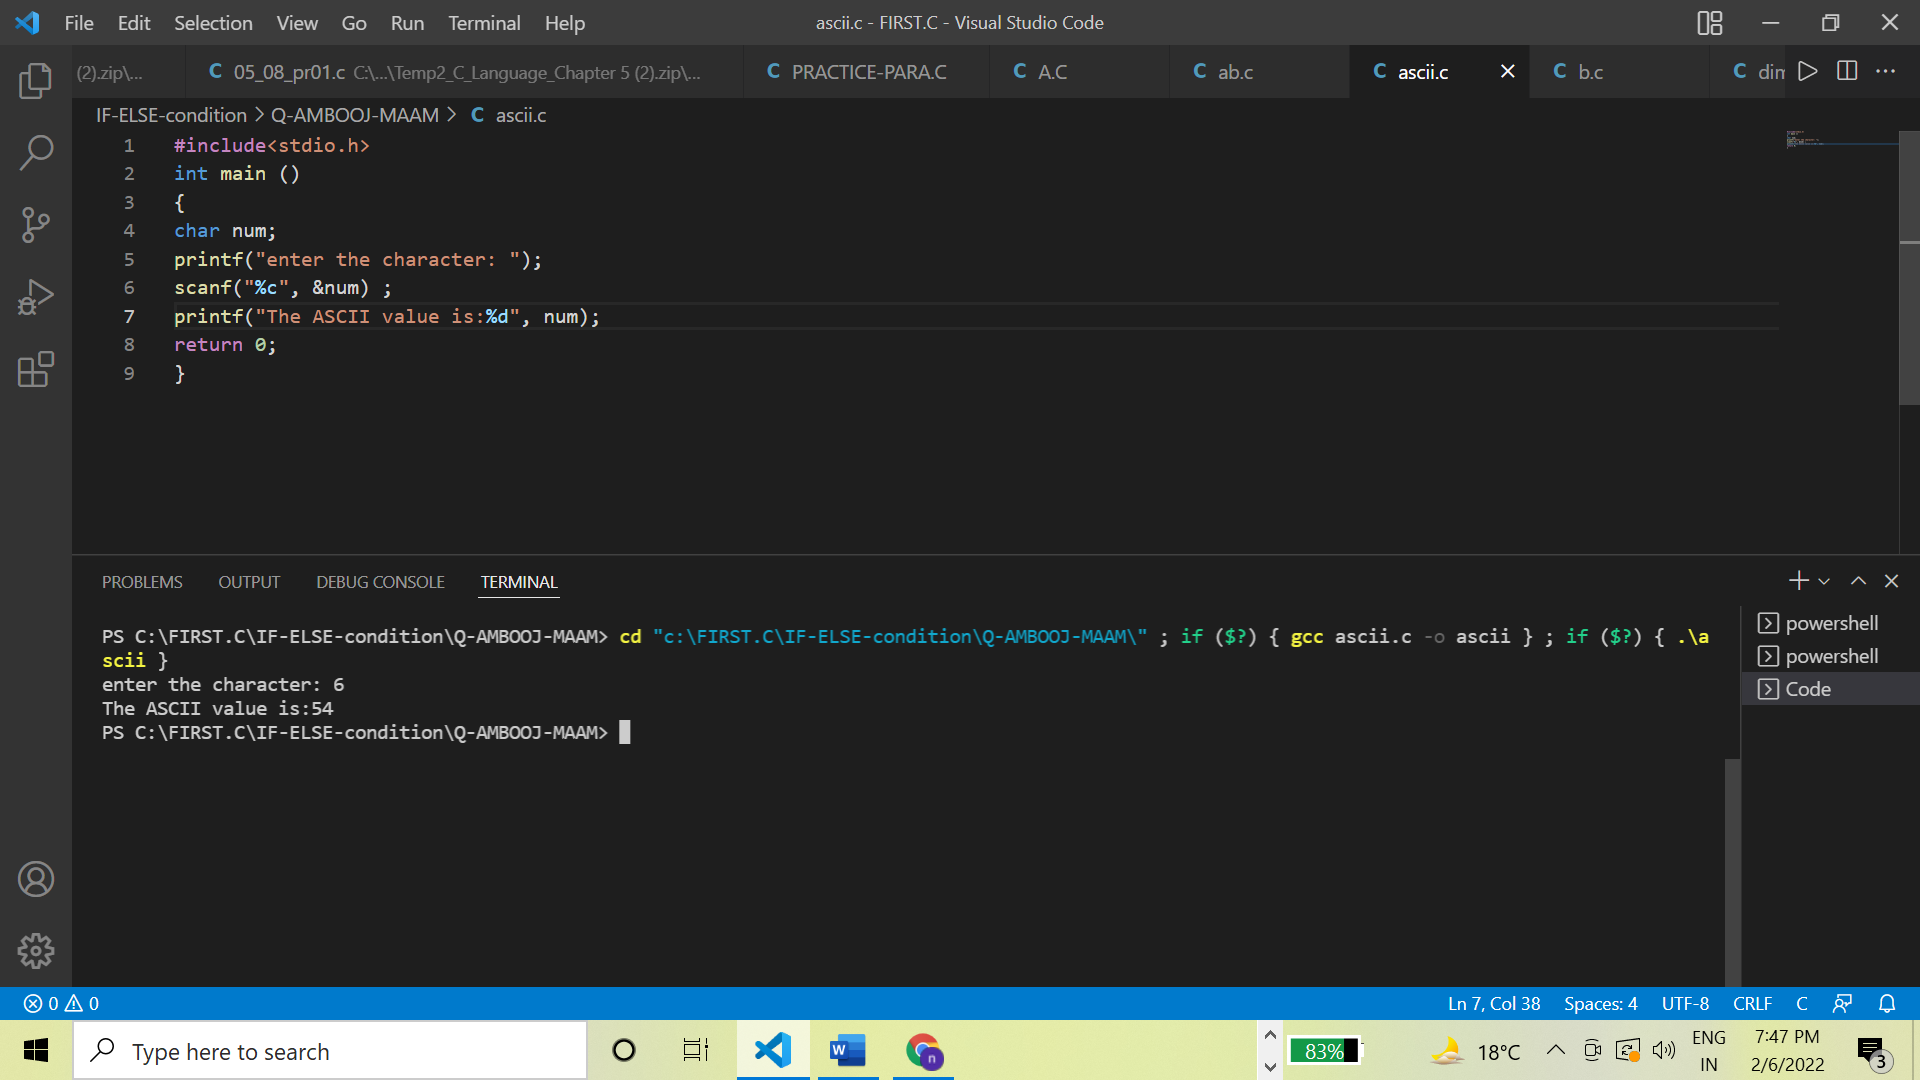 File Edit Selection View Go Run Terminal Help
ascii.c - FIRST.C - Visual Studio Code
(2).zip\...
C 05_08_pr01.c C:\...\Temp2_C_Language_Chapter 5 (2).zip\...
C PRACTICE-PARA.C
C A.C
C ab.c
C ascii.c
C b.c
C dim
IF-ELSE-condition > Q-AMBOOJ-MAAM > C ascii.c
1 #include<stdio.h>
2 int main ()
3 {
4 char num;
5 printf("enter the character: ");
6 scanf("%c", &num) ;
7 printf("The ASCII value is:%d", num);
8 return 0;
9 }
PROBLEMS OUTPUT DEBUG CONSOLE TERMINAL
PS C:\FIRST.C\IF-ELSE-condition\Q-AMBOOJ-MAAM> cd "c:\FIRST.C\IF-ELSE-condition\Q-AMBOOJ-MAAM\" ; if ($?) { gcc ascii.c -o ascii } ; if ($?) { .\a
scii }
enter the character: 6
The ASCII value is:54
PS C:\FIRST.C\IF-ELSE-condition\Q-AMBOOJ-MAAM>
powershell
powershell
Code
0 0
Ln 7, Col 38 Spaces: 4 UTF-8 CRLF C
Type here to search
W
n
83%
18°C
ENG
IN
7:47 PM
2/6/2022
3